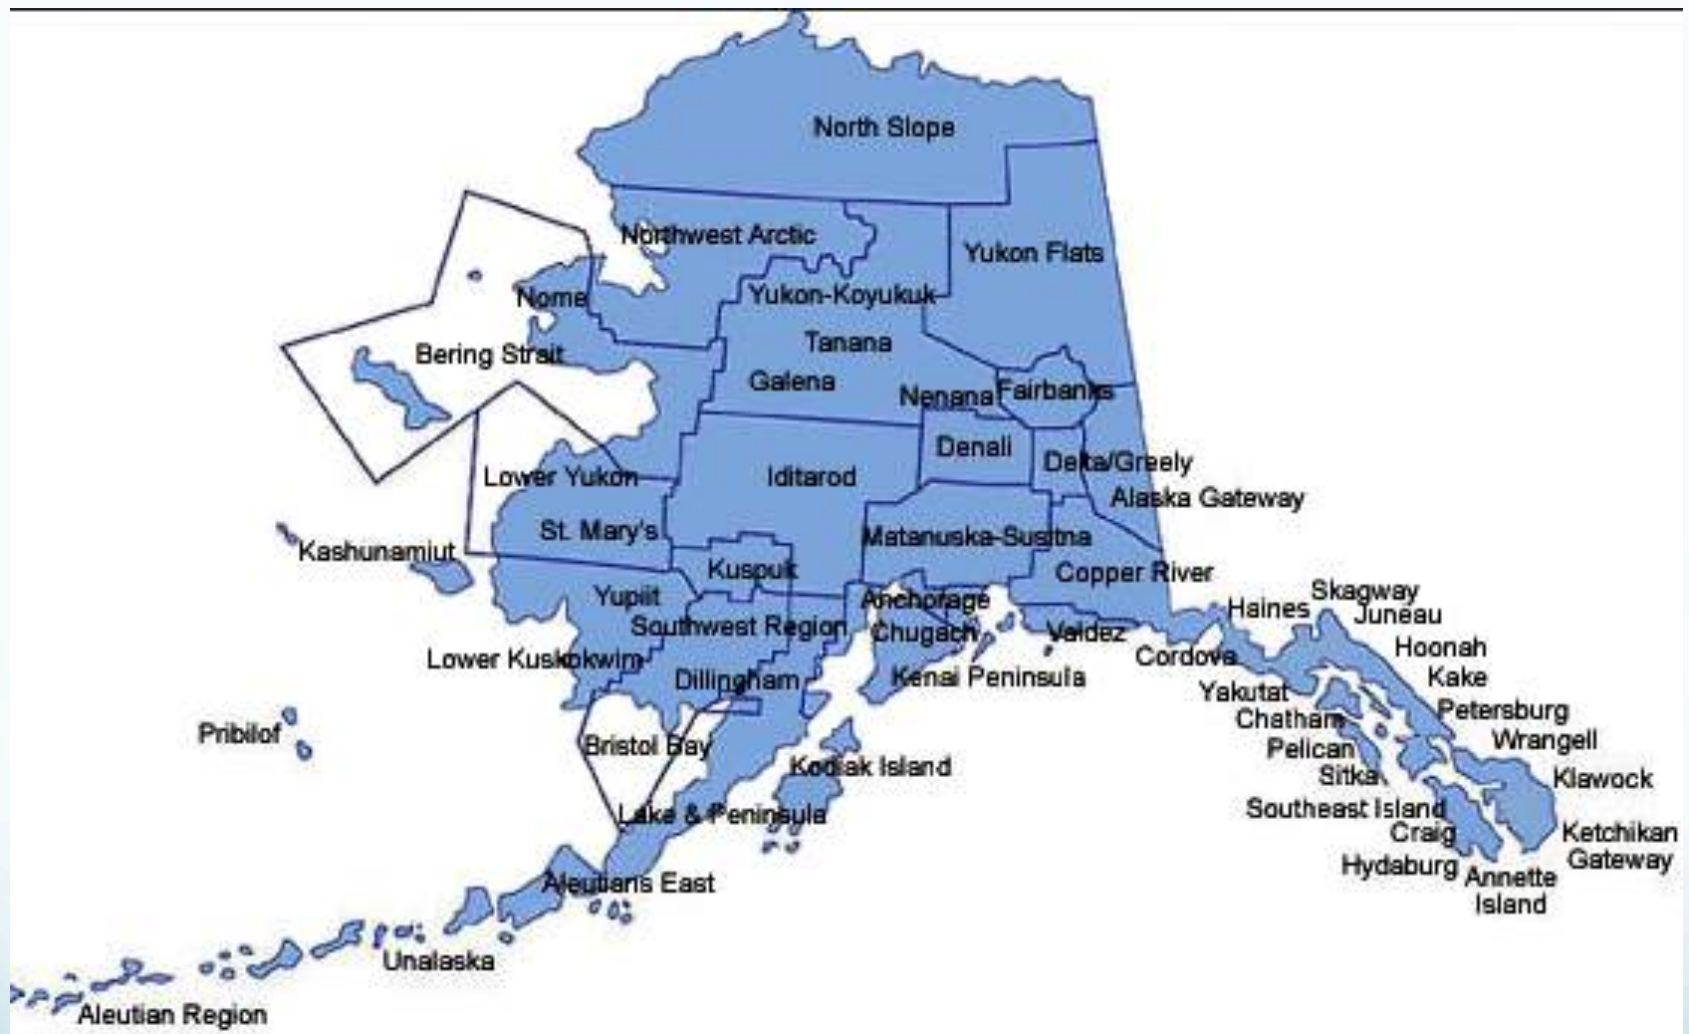 North Slope
Northwest Arctic
Yukon Flats
Nome
Yukon-Koyukuk
Tanana
Bering Strait
Galena
Nenana
Fairbanks
Denali
Delta/Greely
Lower Yukon
Iditarod
Alaska Gateway
St. Mary's
Matanuska-Susitna
Kashunamiut
Kuspuk
Copper River
Yupiit
Anchorage
Skagway
Haines
Juneau
Southwest Region
Chugach
Valdez
Hoonah
Lower Kuskokwim
Cordova
Dillingham
Kenai Peninsula
Kake
Yakutat
Petersburg
Chatham
Pribilof
Bristol Bay
Wrangell
Pelican
Kodiak Island
Sitka
Klawock
Southeast Island
Lake & Peninsula
Craig
Ketchikan
Gateway
Hydaburg
Annette
Island
Aleutians East
Unalaska
Aleutian Region